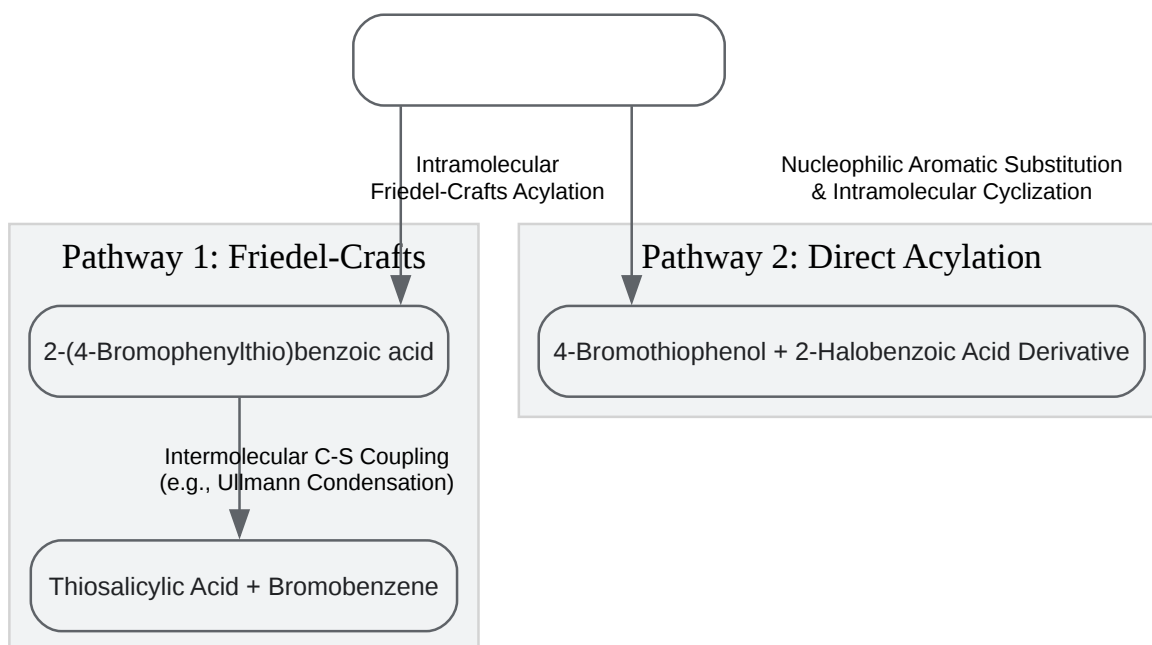 Intramolecular
Friedel-Crafts Acylation
Nucleophilic Aromatic Substitution
& Intramolecular Cyclization
Pathway 1: Friedel-Crafts
Pathway 2: Direct Acylation
2-(4-Bromophenylthio)benzoic acid
4-Bromothiophenol + 2-Halobenzoic Acid Derivative
Intermolecular C-S Coupling
(e.g., Ullmann Condensation)
Thiosalicylic Acid + Bromobenzene